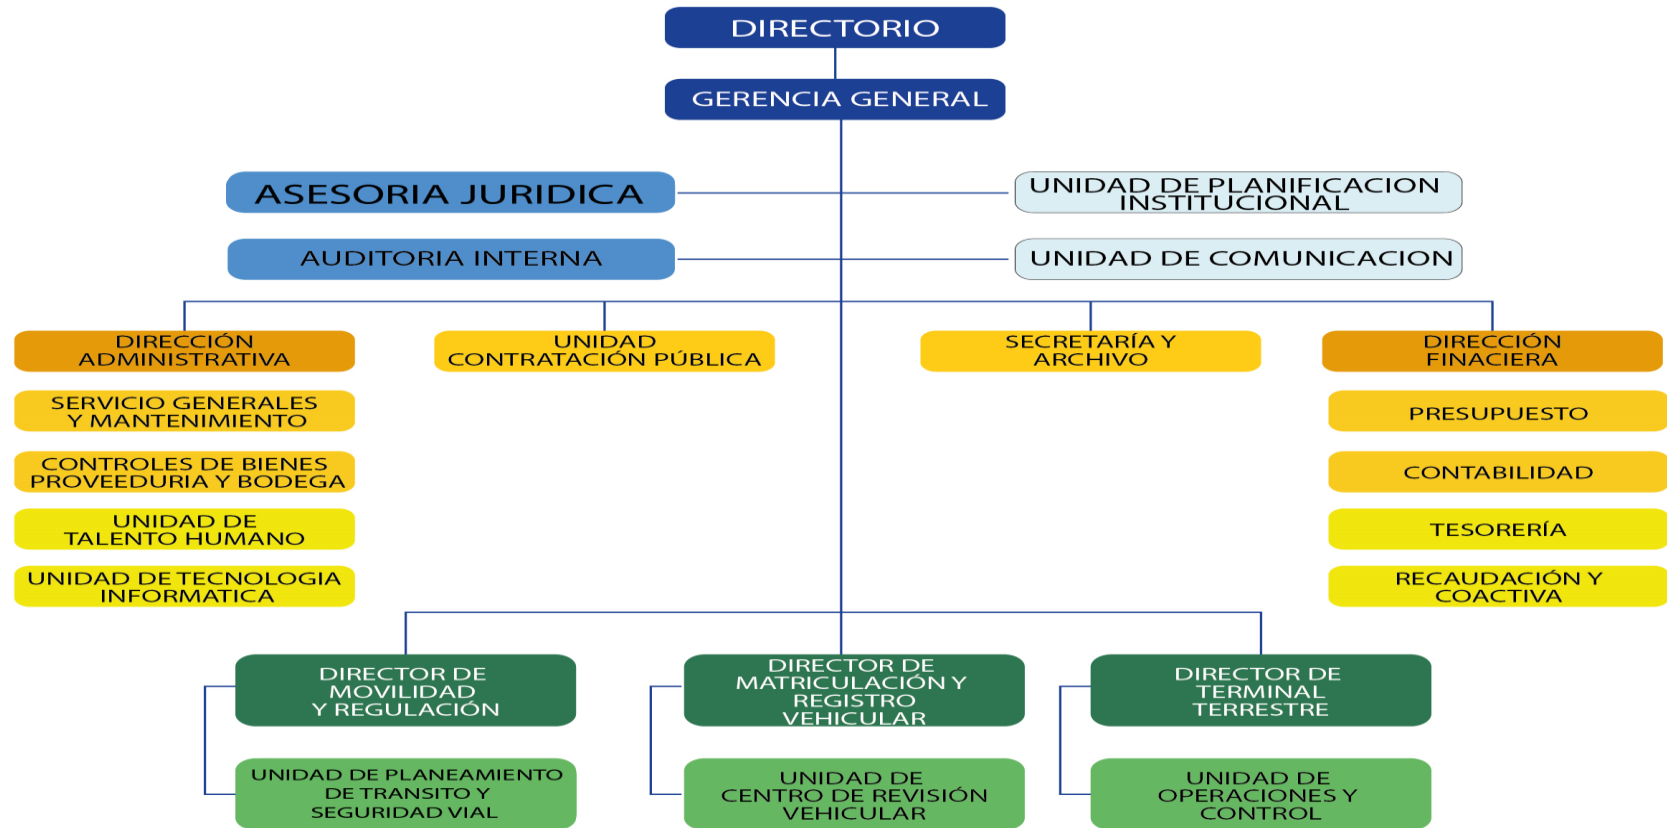 DIRECTORIO
GERENCIA GENERAL
ASESORIA JURIDICA
UNIDAD DE PLANIFICACION
INSTITUCIONAL
AUDITORIA INTERNA
UNIDAD DE COMUNICACION
DIRECCIÓN
ADMINISTRATIVA
UNIDAD
CONTRATACIÓN PÚBLICA
SECRETARÍA Y
ARCHIVO
DIRECCIÓN
FINACIERA
SERVICIO GENERALES
Y MANTENIMIENTO
PRESUPUESTO
CONTROLES DE BIENES
PROVEEDURIA Y BODEGA
CONTABILIDAD
UNIDAD DE
TALENTO HUMANO
TESORERÍA
UNIDAD DE TECNOLOGIA
INFORMATICA
RECAUDACIÓN Y
COACTIVA
DIRECTOR DE
MOVILIDAD
Y REGULACIÓN
DIRECTOR DE
MATRICULACIÓN Y
REGISTRO
VEHICULAR
DIRECTOR DE
TERMINAL
TERRESTRE
UNIDAD DE PLANEAMIENTO
DE TRANSITO Y
SEGURIDAD VIAL
UNIDAD DE
CENTRO DE REVISIÓN
VEHICULAR
UNIDAD DE
OPERACIONES Y
CONTROL